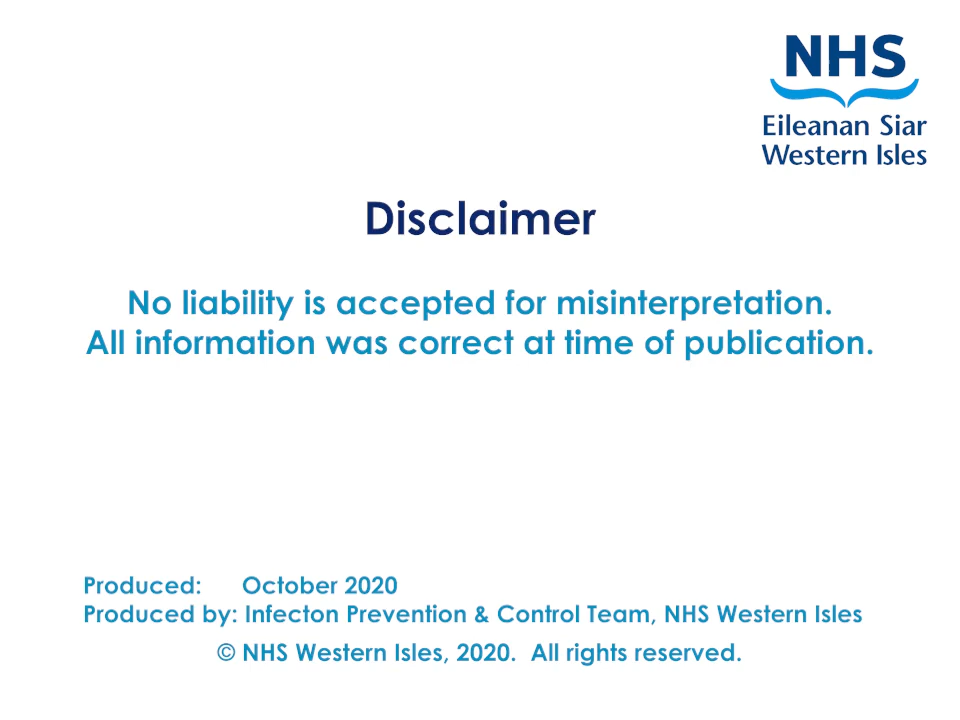 NHS
Eileanan Siar
Western Isles
Disclaimer
No liability is accepted for misinterpretation.
All information was correct at time of publication.
Produced: October 2020
Produced by: Infecton Prevention & Control Team, NHS Western Isles
© NHS Western Isles, 2020. All rights reserved.